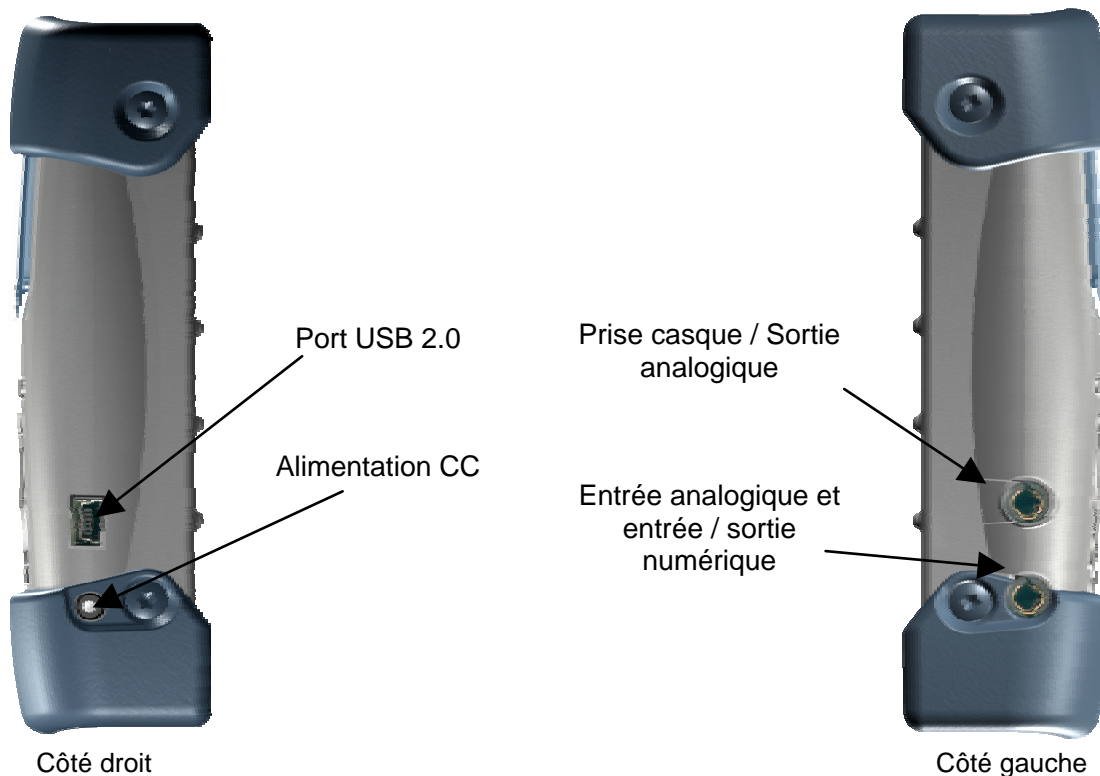 Port USB 2.0
Alimentation CC
Prise casque / Sortie
analogique
Entrée analogique et
entrée / sortie
numérique
Côté droit
Côté gauche